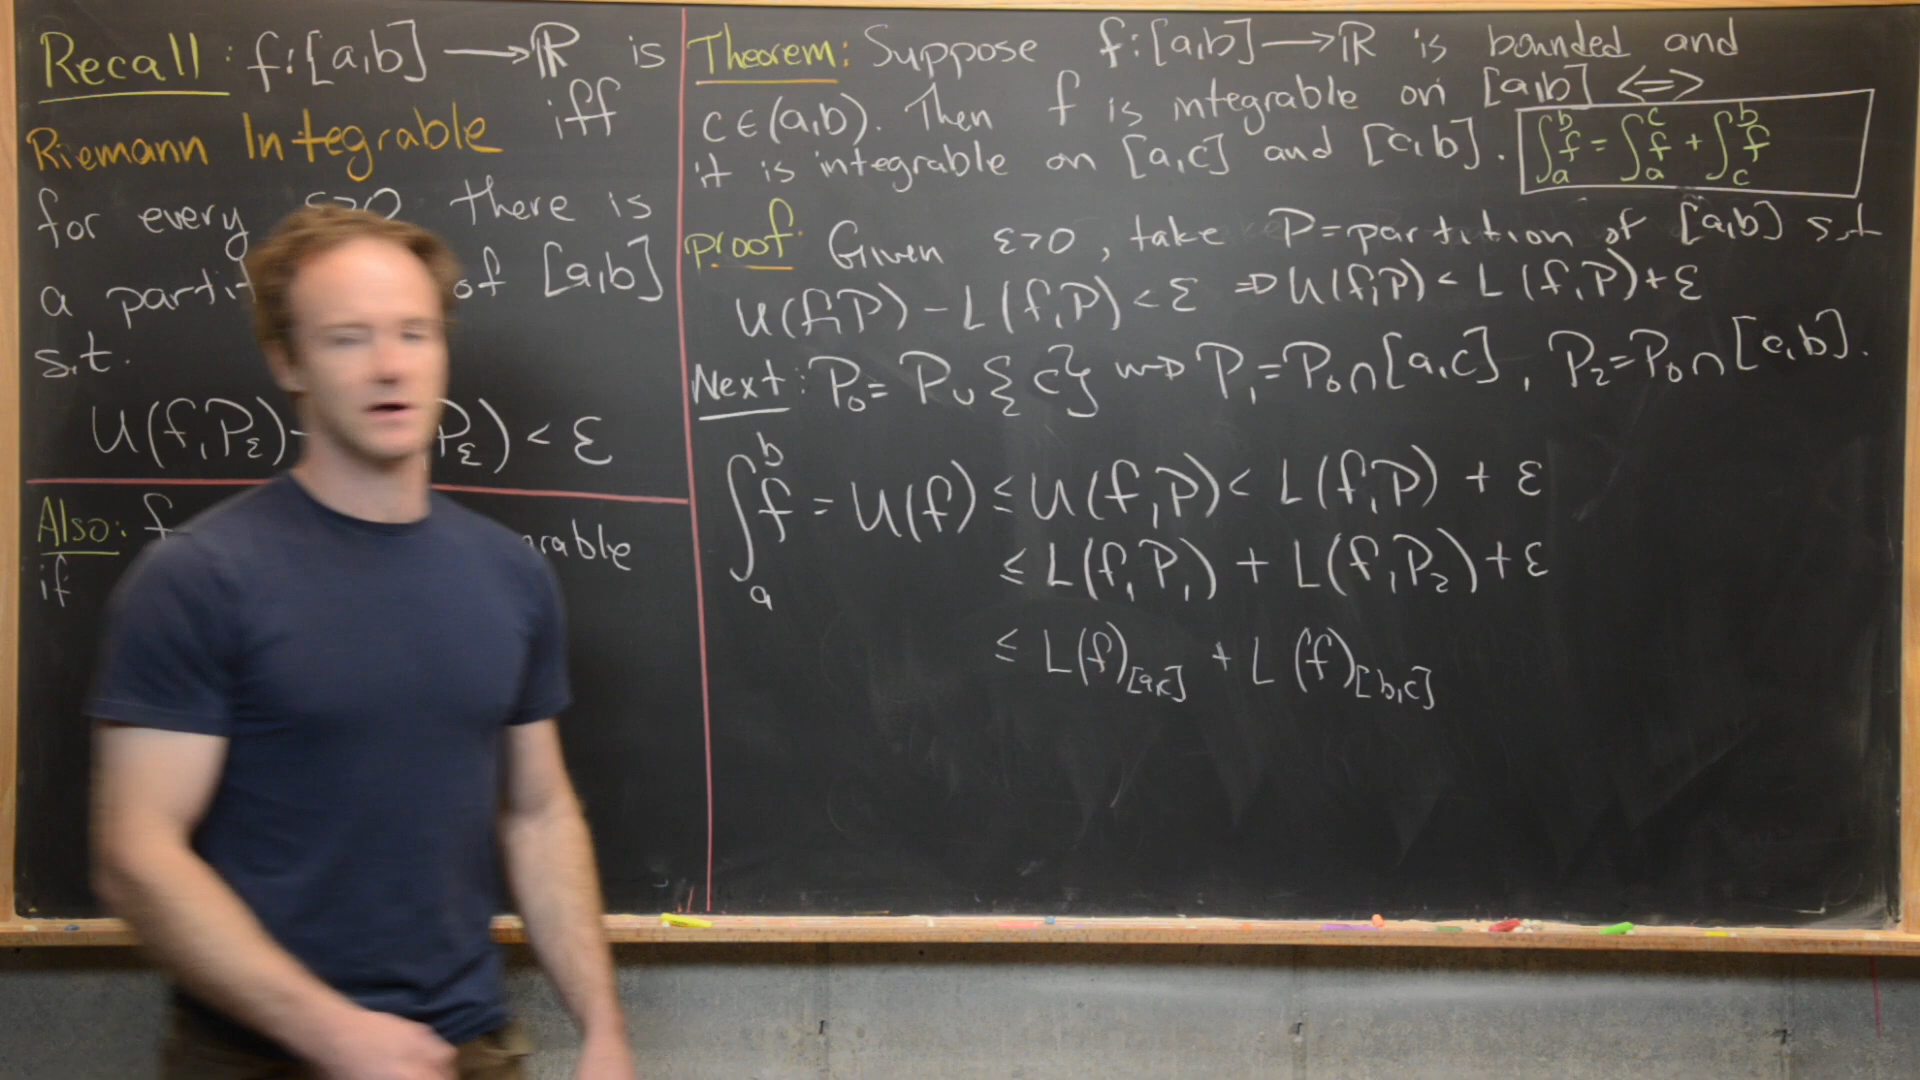 Recall: f:[a,b] → ℝ is
Riemann Integrable iff
for every >0 there is
a of [a,b]
s.t.
U(f,P_ε)- P_ε) < ε
Also: f
if
Theorem: Suppose f:[a,b] → ℝ is bounded and
c∈(a,b). Then f is integrable on [a,b] <=>
it is integrable on [a,c] and [c,b]. ∫_a^b f = ∫_a^c f + ∫_c^b f
proof: Given ε>0, take P=partition of [a,b] s.t
U(f,P) - L(f,P) < ε => U(f,P) < L(f,P) + ε
Next: P_0 = P∪{c} ⇝ P_1=P_0∩[a,c], P_2=P_0∩[c,b].
∫_a^b f = U(f) ≤ U(f,P) < L(f,P) + ε
≤ L(f,P_1) + L(f,P_2) + ε
≤ L(f)_[a,c] + L(f)_[b,c]